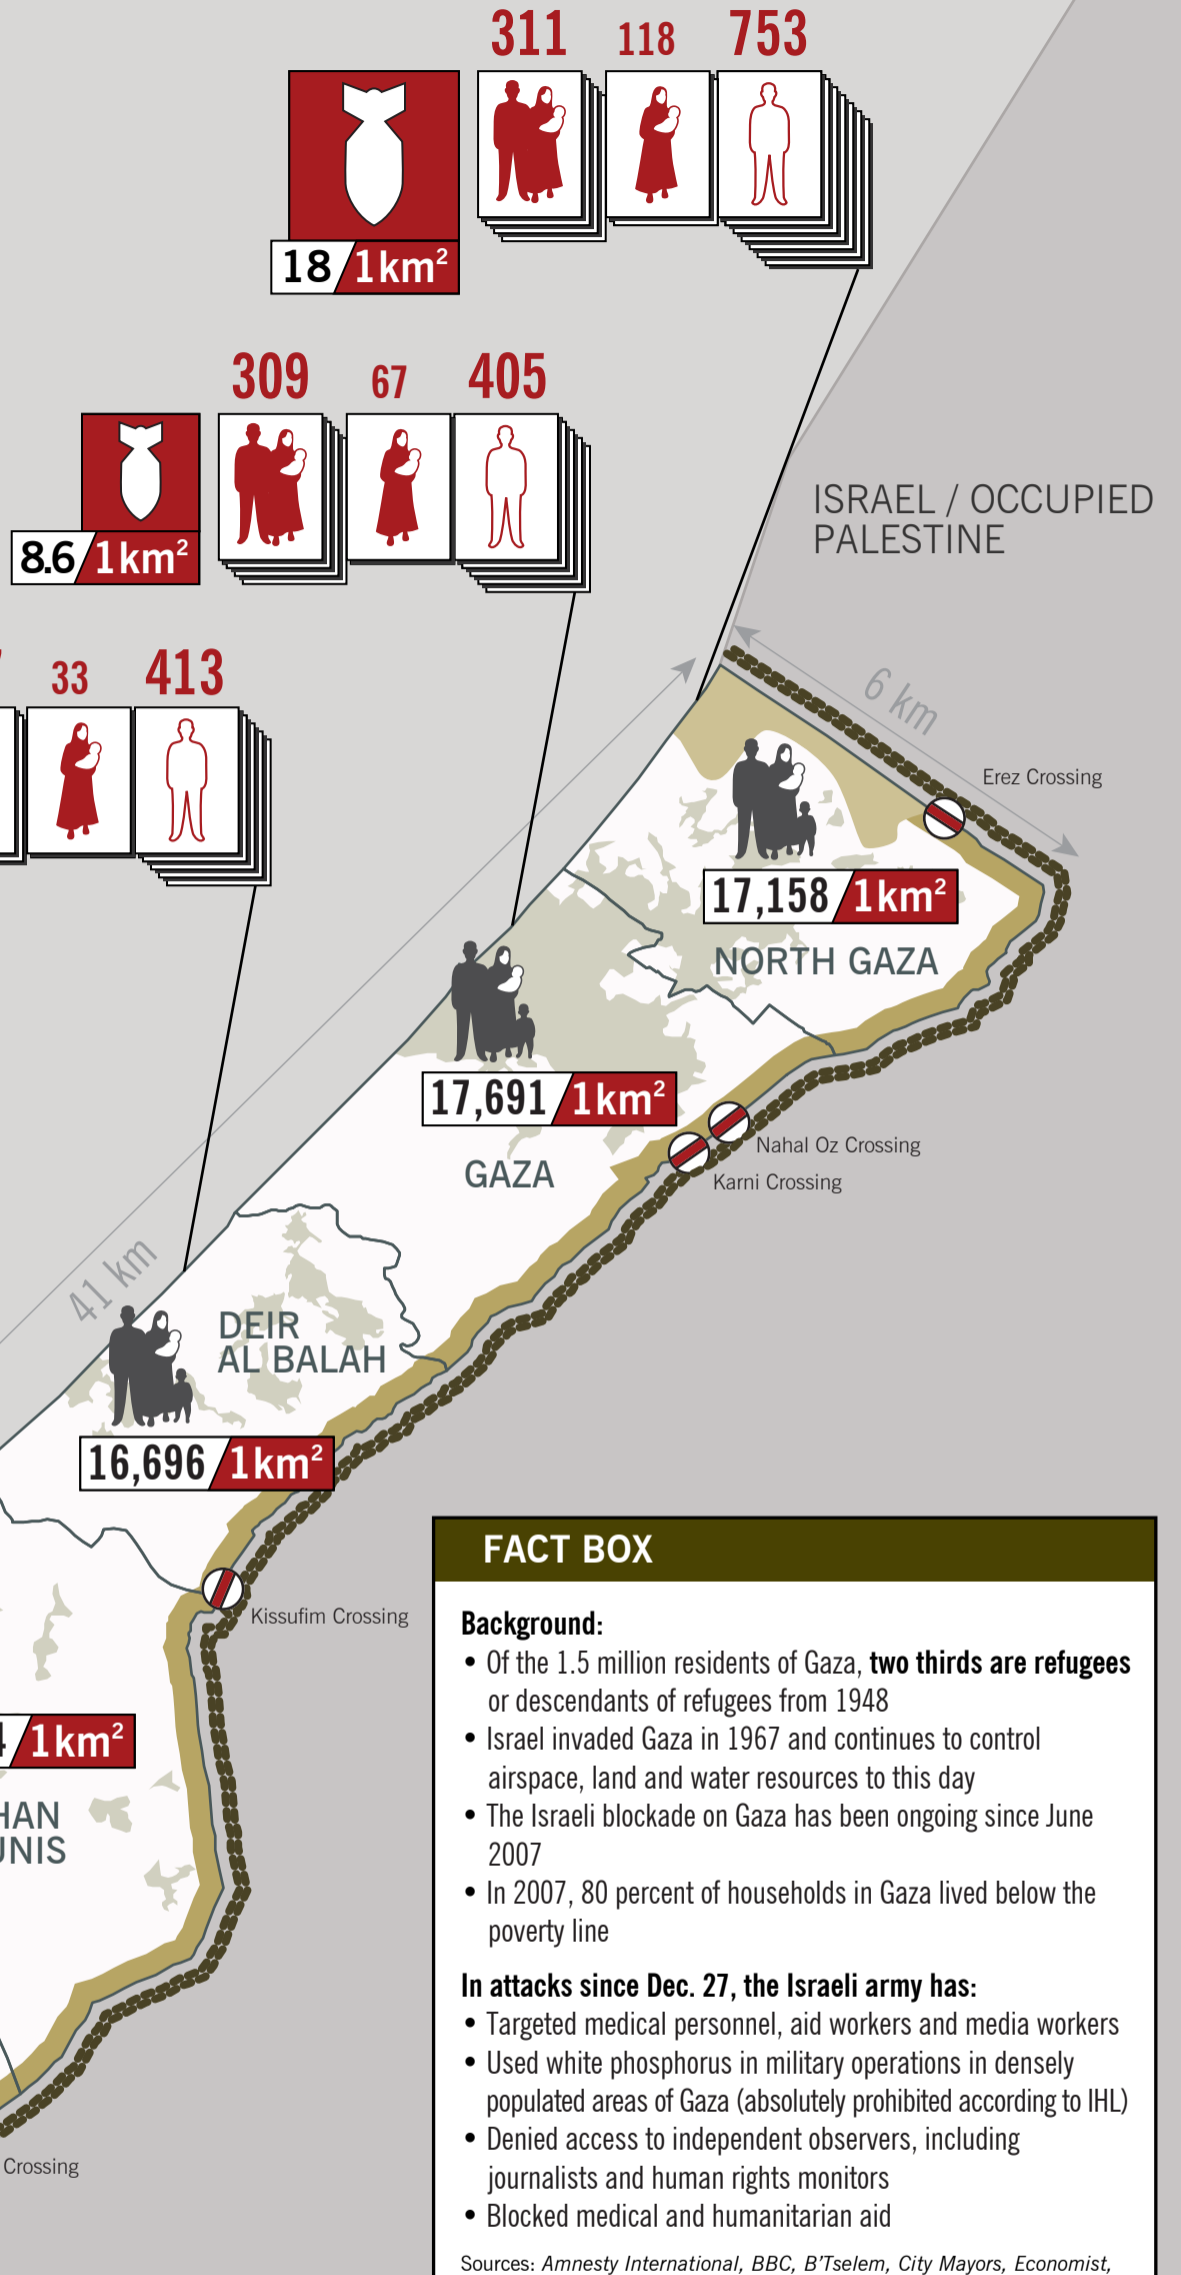 311 118 753
18 1km²
309 67 405
8.6 1km²
33 413
ISRAEL / OCCUPIED
PALESTINE
6 km
Erez Crossing
17,158 1km²
NORTH GAZA
17,691 1km²
Nahal Oz Crossing
GAZA
Karni Crossing
41 km
DEIR
AL BALAH
16,696 1km²
Kissufim Crossing
1km²
HAN
UNIS
Crossing
FACT BOX
Background:
• Of the 1.5 million residents of Gaza, two thirds are refugees
or descendants of refugees from 1948
• Israel invaded Gaza in 1967 and continues to control
airspace, land and water resources to this day
• The Israeli blockade on Gaza has been ongoing since June
2007
• In 2007, 80 percent of households in Gaza lived below the
poverty line
In attacks since Dec. 27, the Israeli army has:
• Targeted medical personnel, aid workers and media workers
• Used white phosphorus in military operations in densely
populated areas of Gaza (absolutely prohibited according to IHL)
• Denied access to independent observers, including
journalists and human rights monitors
• Blocked medical and humanitarian aid
Sources: Amnesty International, BBC, B'Tselem, City Mayors, Economist,